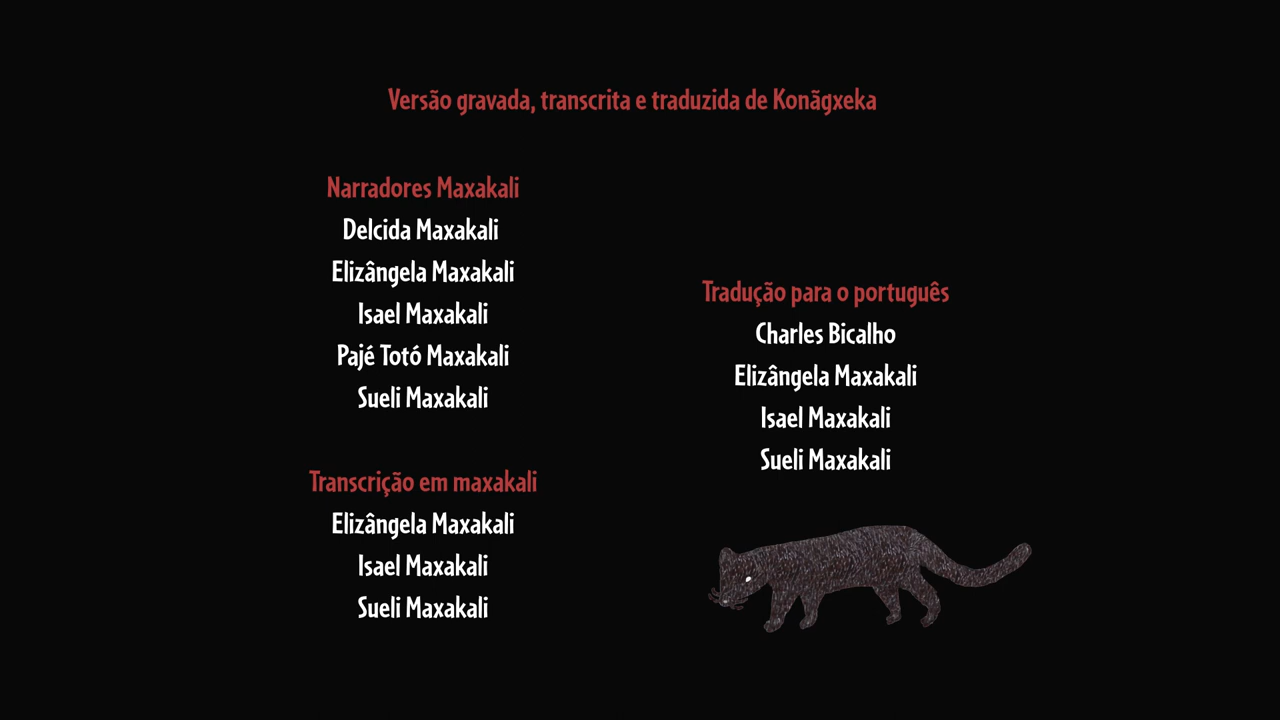 Versão gravada, transcrita e traduzida de Konãgxeka
Narradores Maxakali
Delcida Maxakali
Elizângela Maxakali
Isael Maxakali
Pajé Totó Maxakali
Sueli Maxakali
Transcrição em maxakali
Elizângela Maxakali
Isael Maxakali
Sueli Maxakali
Tradução para o português
Charles Bicalho
Elizângela Maxakali
Isael Maxakali
Sueli Maxakali